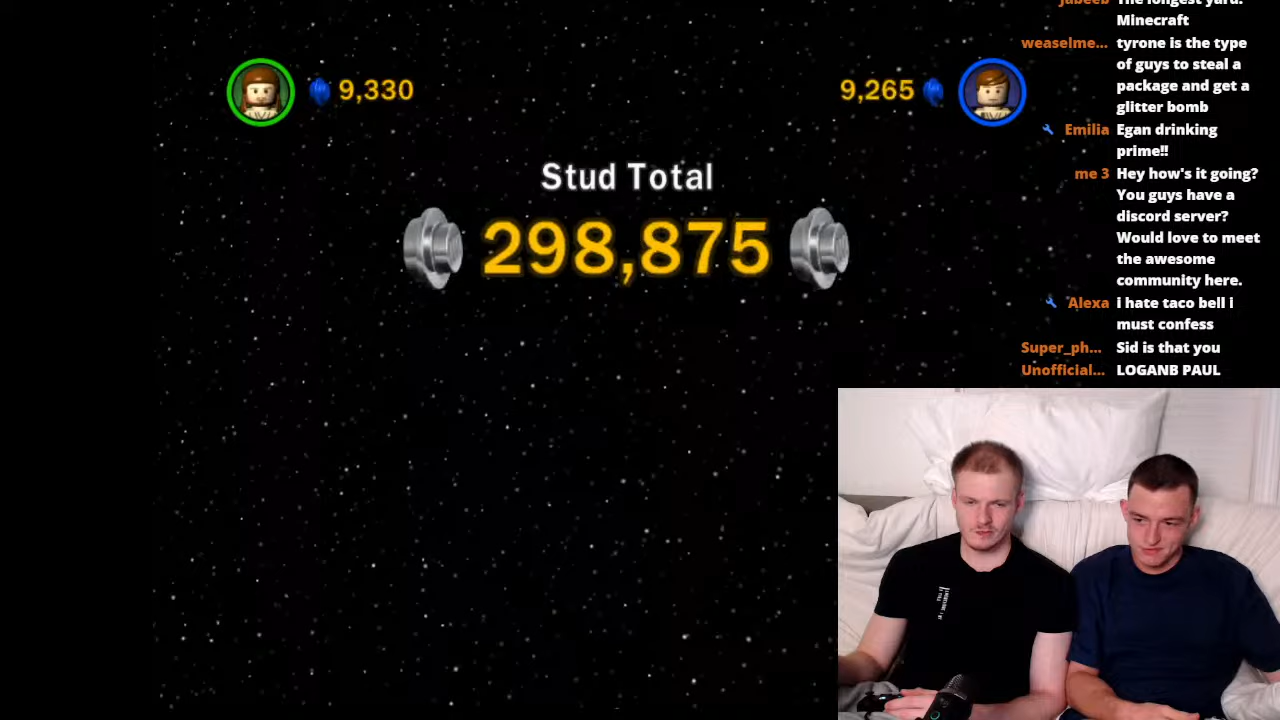 9,330
9,265
Stud Total
298,875
The longest yard.
Minecraft
weaselme... tyrone is the type
of guys to steal a
package and get a
glitter bomb
Emilia Egan drinking
prime!!
me 3 Hey how's it going?
You guys have a
discord server?
Would love to meet
the awesome
community here.
Alexa i hate taco bell i
must confess
Super_ph... Sid is that you
Unofficial... LOGANB PAUL